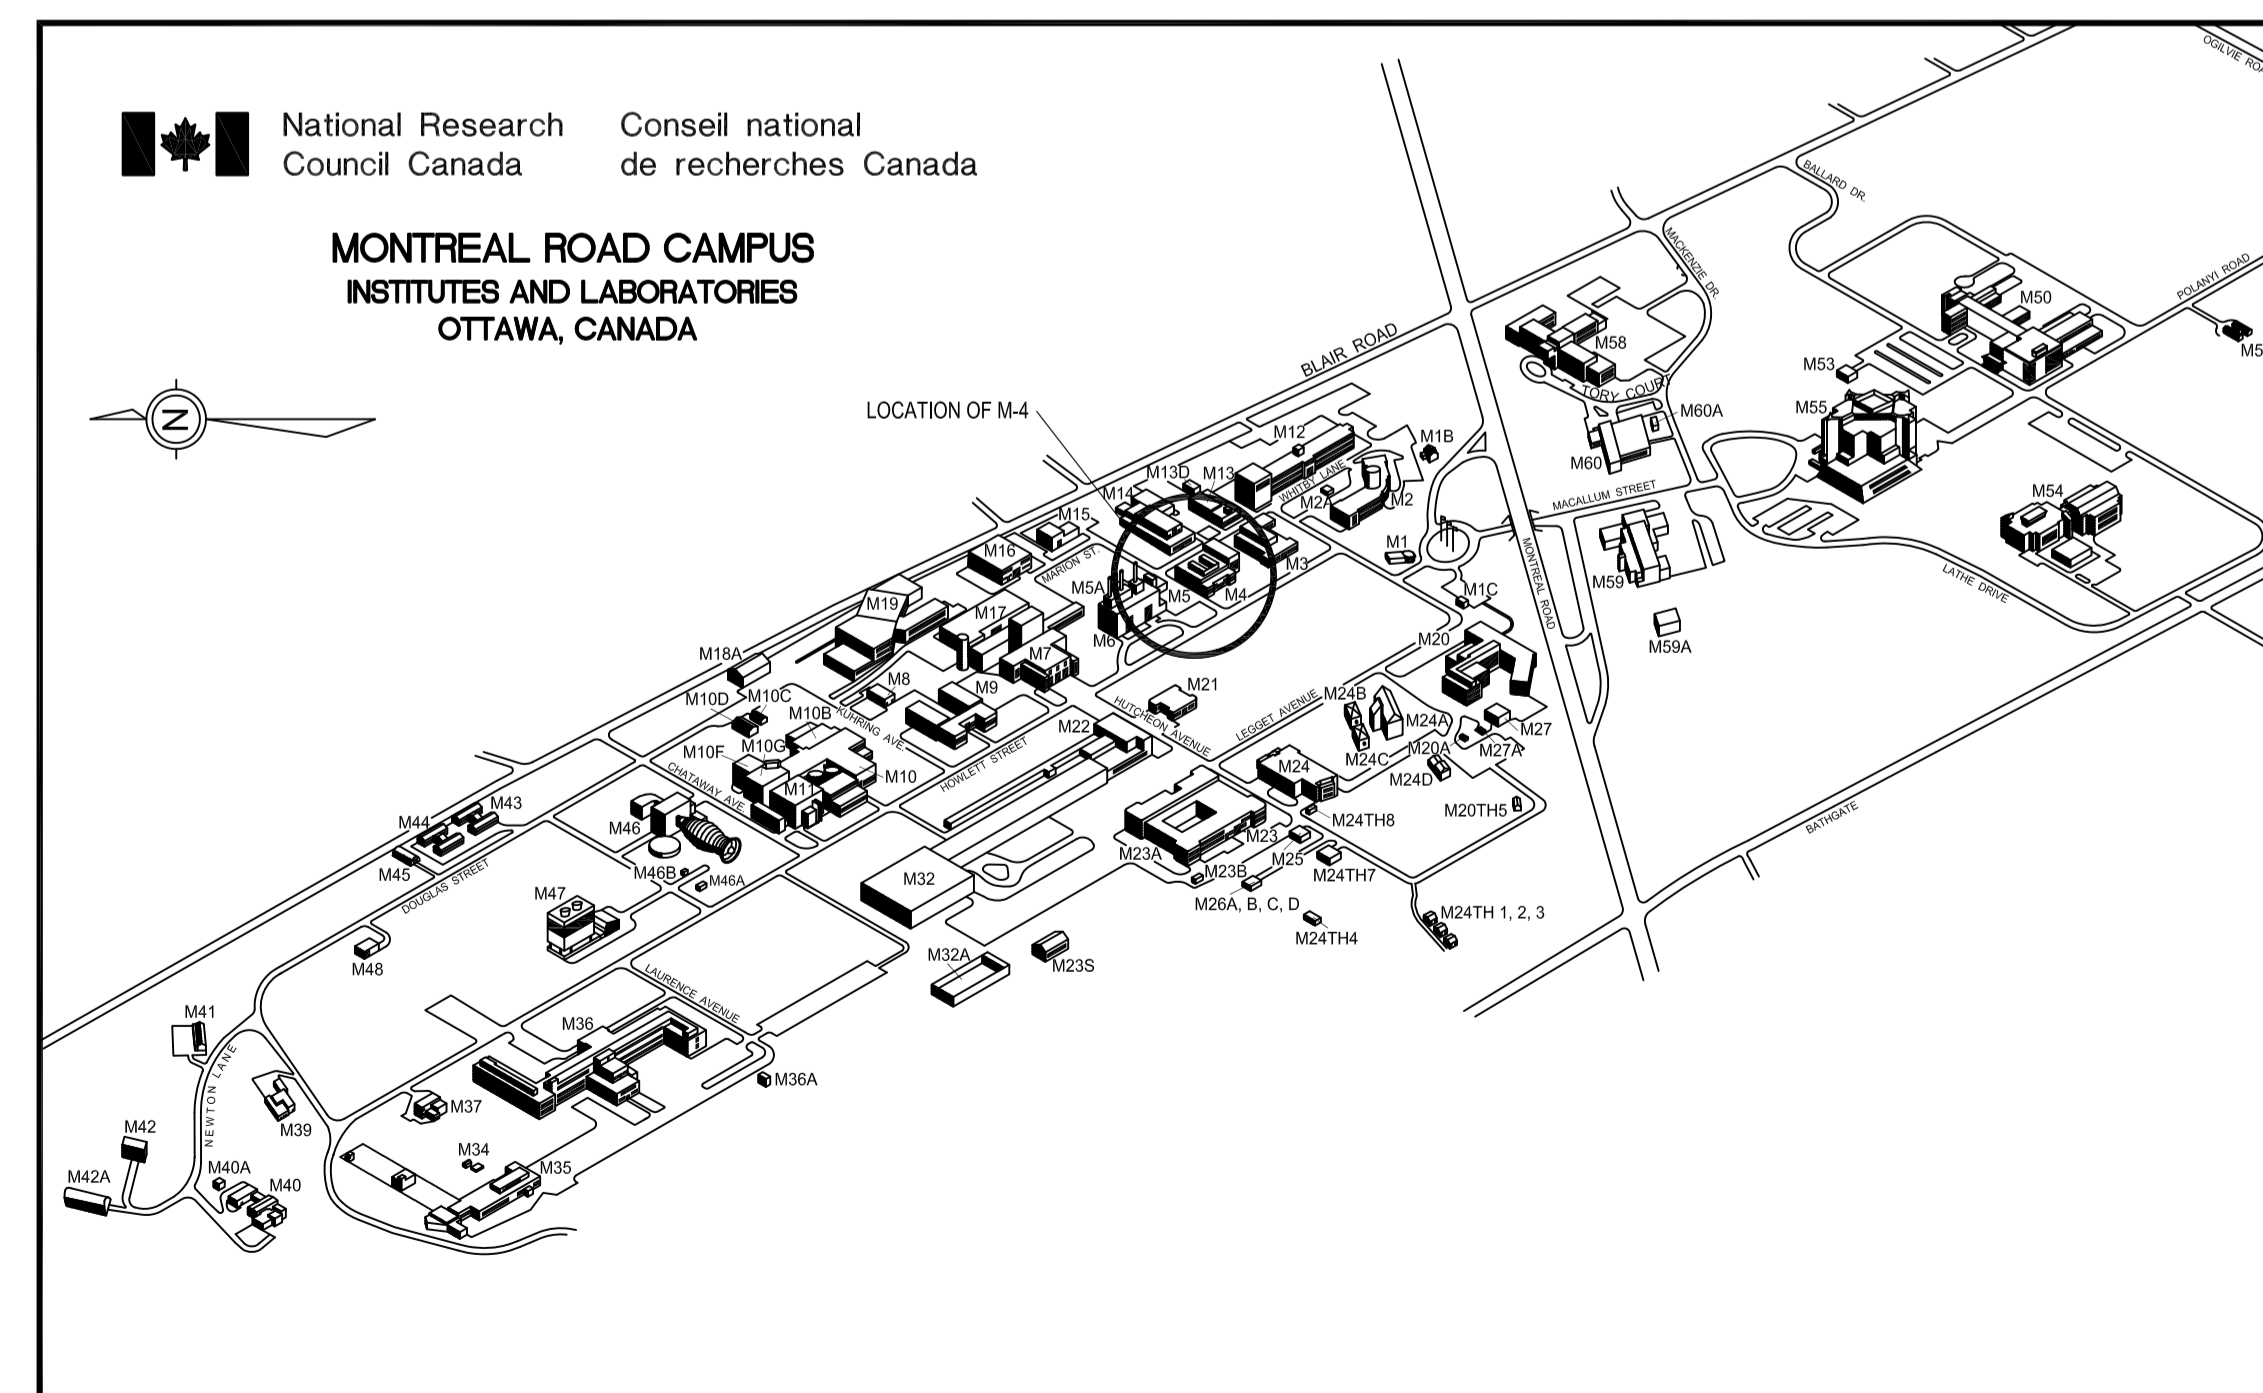 National Research
Council Canada
Conseil national
de recherches Canada
MONTREAL ROAD CAMPUS
INSTITUTES AND LABORATORIES
OTTAWA, CANADA
N
LOCATION OF M-4
BLAIR ROAD
BALLARD DR.
MACKENZIE DR.
POLANYI ROAD
M50
M58
TORY COURT
M53
M55
M60A
M60
M54
MACALLUM STREET
M59
M59A
LATHE DRIVE
MONTREAL ROAD
BATHGATE
M12
M1B
M13D
M13
WHITBY LANE
M2A
M2
M14
M15
M16
MARION ST.
M1
M3
M4
M5A
M5
M6
M1C
M19
M17
M7
M20
M18A
M8
M9
M21
M10D
M10C
M10B
KUHRING AVE.
HUTCHEON AVENUE
LEGGET AVENUE
M24B
M24A
M24C
M22
M27
M20A
M27A
M24D
M10F
M10G
M10
M11
HOWLETT STREET
CHATAWAY AVE.
M24
M20TH5
M24TH8
M43
M44
M45
M46
M46B
M46A
M23A
M23
M23B
M25
M24TH7
M26A, B, C, D
M24TH4
M24TH 1, 2, 3
DOUGLAS STREET
M47
M32
M48
M32A
M23S
LAURENCE AVENUE
M41
M36
NEWTON LANE
M36A
M37
M39
M42
M34
M35
M42A
M40A
M40